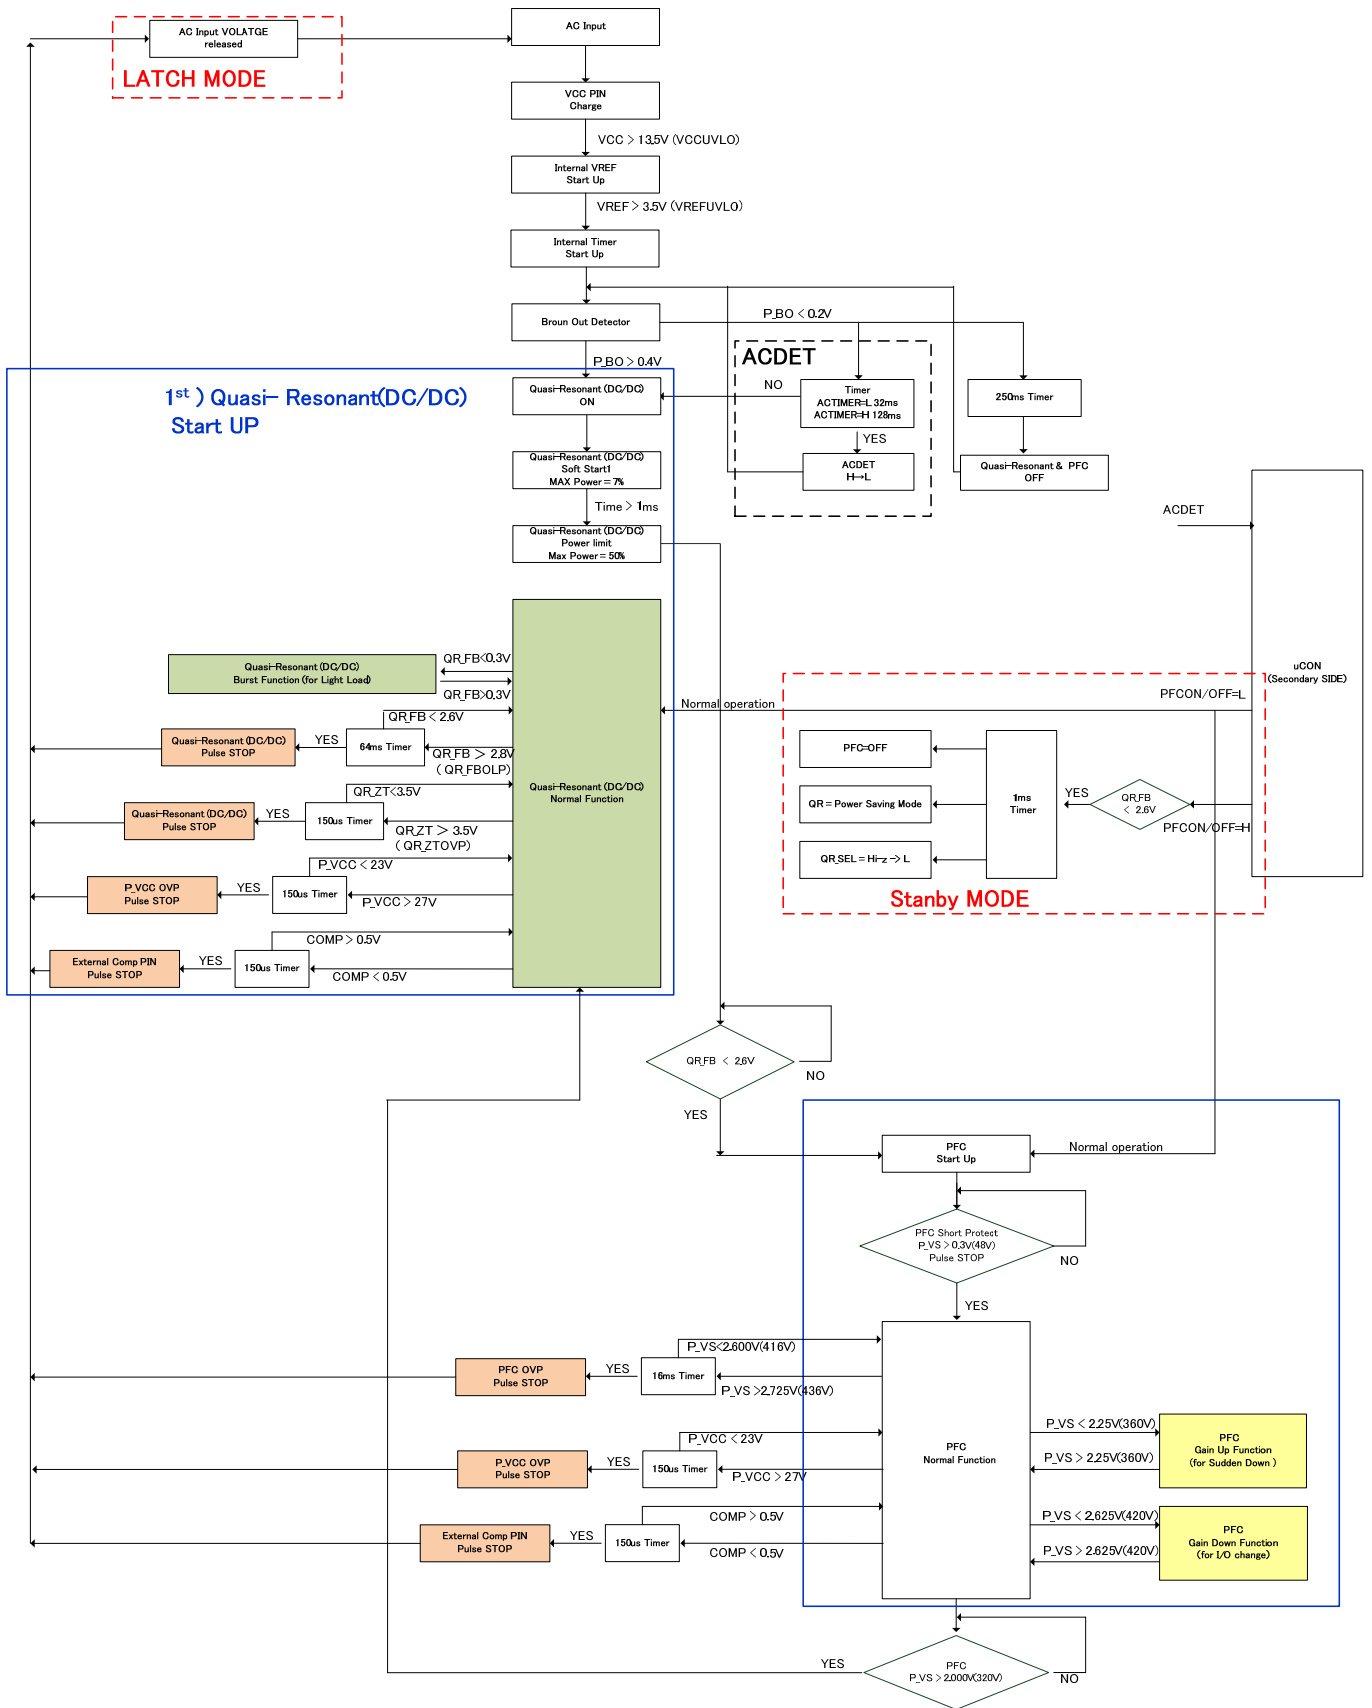 AC Input VOLATGE
released
LATCH MODE
AC Input
VCC PIN
Charge
VCC > 13.5V (VCCUVLO)
Internal VREF
Start Up
VREF > 3.5V (VREFUVLO)
Internal Timer
Start Up
Broun Out Detector
P_BO < 0.2V
P_BO > 0.4V
ACDET
Timer
ACTIMER=L 32ms
ACTIMER=H 128ms
NO
YES
ACDET
H→L
250ms Timer
Quasi-Resonant & PFC
OFF
1st ) Quasi- Resonant(DC/DC)
Start UP
Quasi-Resonant (DC/DC)
ON
Quasi-Resonant (DC/DC)
Soft Start1
MAX Power = 7%
Time > 1ms
Quasi-Resonant (DC/DC)
Power limit
Max Power = 50%
ACDET
uCON
(Secondary SIDE)
Quasi-Resonant (DC/DC)
Burst Function (for Light Load)
QR_FB<0.3V
QR_FB>0.3V
QR_FB < 2.6V
Quasi-Resonant (DC/DC)
Pulse STOP
YES
64ms Timer
QR_FB > 2.8V
( QR_FBOLP)
Quasi-Resonant (DC/DC)
Normal Function
QR_ZT<3.5V
Quasi-Resonant (DC/DC)
Pulse STOP
YES
150us Timer
QR_ZT > 3.5V
( QR_ZTOVP)
P_VCC < 23V
P_VCC OVP
Pulse STOP
YES
150us Timer
P_VCC > 27V
COMP > 0.5V
External Comp PIN
Pulse STOP
YES
150us Timer
COMP < 0.5V
Normal operation
PFCON/OFF=L
PFC=OFF
QR = Power Saving Mode
QR_SEL = Hi-z -> L
1ms
Timer
YES
QR_FB
< 2.6V
PFCON/OFF=H
Stanby MODE
QR_FB < 2.6V
NO
YES
PFC
Start Up
Normal operation
PFC Short Protect
P_VS > 0.3V(48V)
Pulse STOP
NO
YES
P_VS<2.600V(416V)
PFC OVP
Pulse STOP
YES
16ms Timer
P_VS >2.725V(436V)
P_VCC < 23V
P_VCC OVP
Pulse STOP
YES
150us Timer
P_VCC > 27V
COMP > 0.5V
External Comp PIN
Pulse STOP
YES
150us Timer
COMP < 0.5V
PFC
Normal Function
P_VS < 2.25V(360V)
P_VS > 2.25V(360V)
PFC
Gain Up Function
(for Sudden Down )
P_VS < 2.625V(420V)
P_VS > 2.625V(420V)
PFC
Gain Down Function
(for I/O change)
YES
PFC
P_VS > 2.000V(320V)
NO